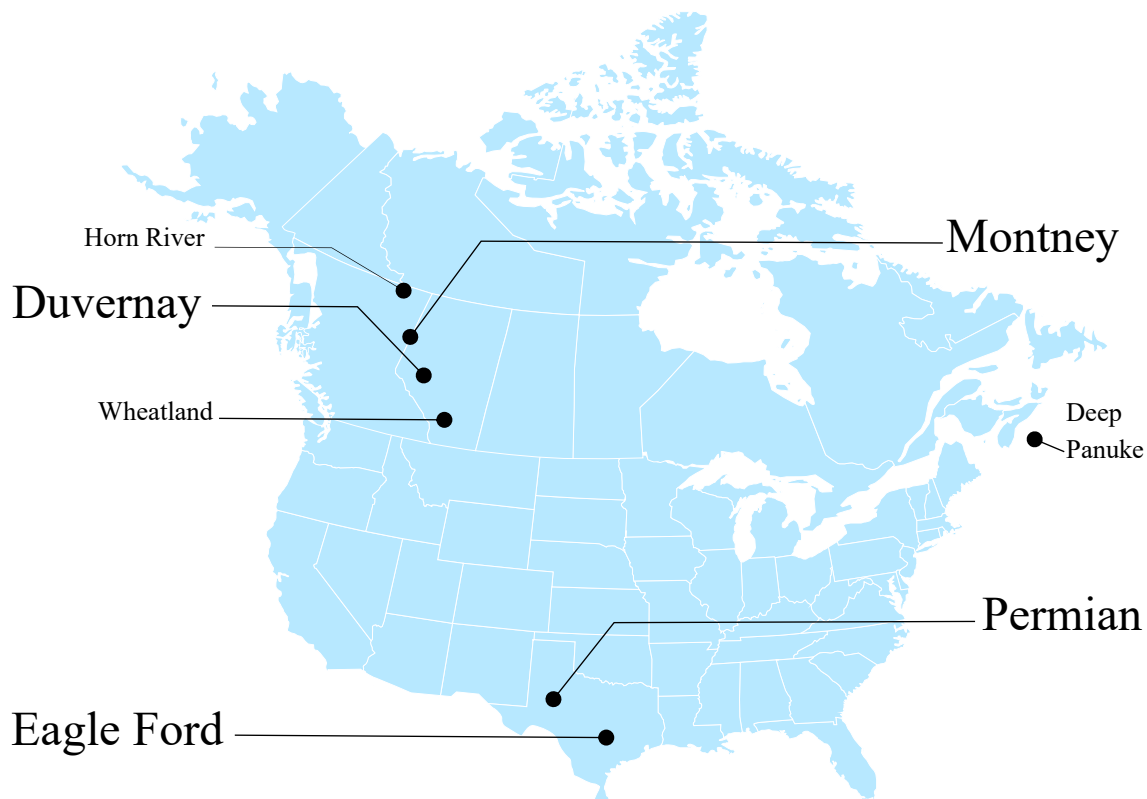 Horn River
Montney
Duvernay
Wheatland
Deep
Panuke
Permian
Eagle Ford